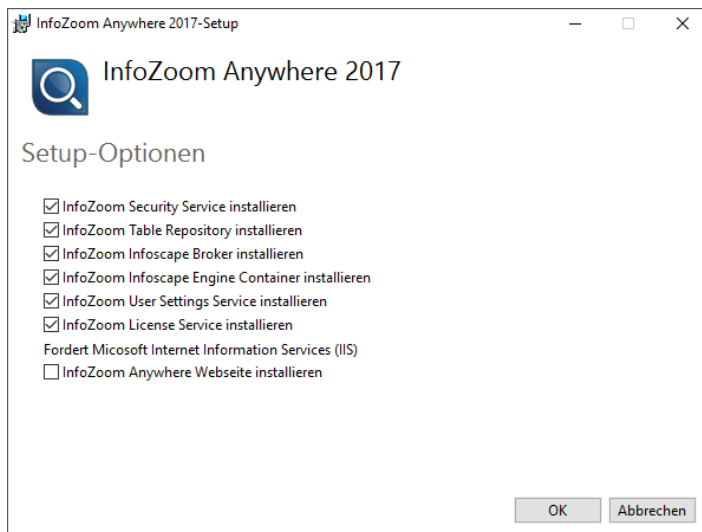 InfoZoom Anywhere 2017-Setup
InfoZoom Anywhere 2017
Setup-Optionen
InfoZoom Security Service installieren
InfoZoom Table Repository installieren
InfoZoom Infoscape Broker installieren
InfoZoom Infoscape Engine Container installieren
InfoZoom User Settings Service installieren
InfoZoom License Service installieren
Fordert Micosoft Internet Information Services (IIS)
InfoZoom Anywhere Webseite installieren
OK Abbrechen